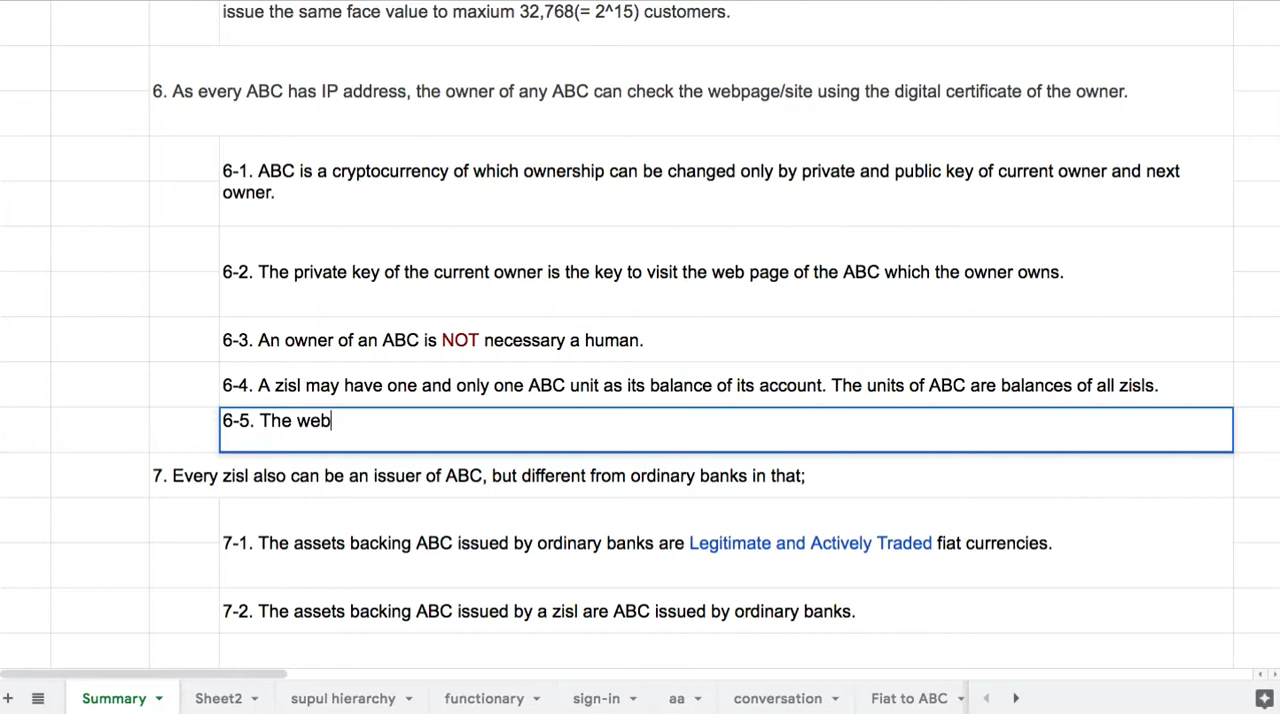 issue the same face value to maxium 32,768(= 2^15) customers.
6. As every ABC has IP address, the owner of any ABC can check the webpage/site using the digital certificate of the owner.
6-1. ABC is a cryptocurrency of which ownership can be changed only by private and public key of current owner and next
owner.
6-2. The private key of the current owner is the key to visit the web page of the ABC which the owner owns.
6-3. An owner of an ABC is NOT necessary a human.
6-4. A zisl may have one and only one ABC unit as its balance of its account. The units of ABC are balances of all zisls.
6-5. The web
7. Every zisl also can be an issuer of ABC, but different from ordinary banks in that;
7-1. The assets backing ABC issued by ordinary banks are Legitimate and Actively Traded fiat currencies.
7-2. The assets backing ABC issued by a zisl are ABC issued by ordinary banks.
+ Summary Sheet2 supul hierarchy functionary sign-in aa conversation Fiat to ABC